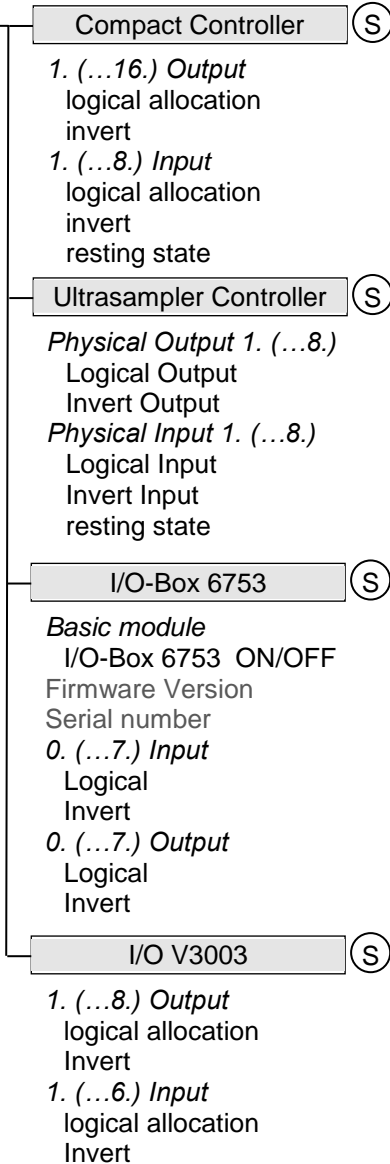 Compact Controller S
1. (…16.) Output
logical allocation
invert
1. (…8.) Input
logical allocation
invert
resting state
Ultrasampler Controller S
Physical Output 1. (…8.)
Logical Output
Invert Output
Physical Input 1. (…8.)
Logical Input
Invert Input
resting state
I/O-Box 6753 S
Basic module
I/O-Box 6753 ON/OFF
Firmware Version
Serial number
0. (…7.) Input
Logical
Invert
0. (…7.) Output
Logical
Invert
I/O V3003 S
1. (…8.) Output
logical allocation
Invert
1. (…6.) Input
logical allocation
Invert